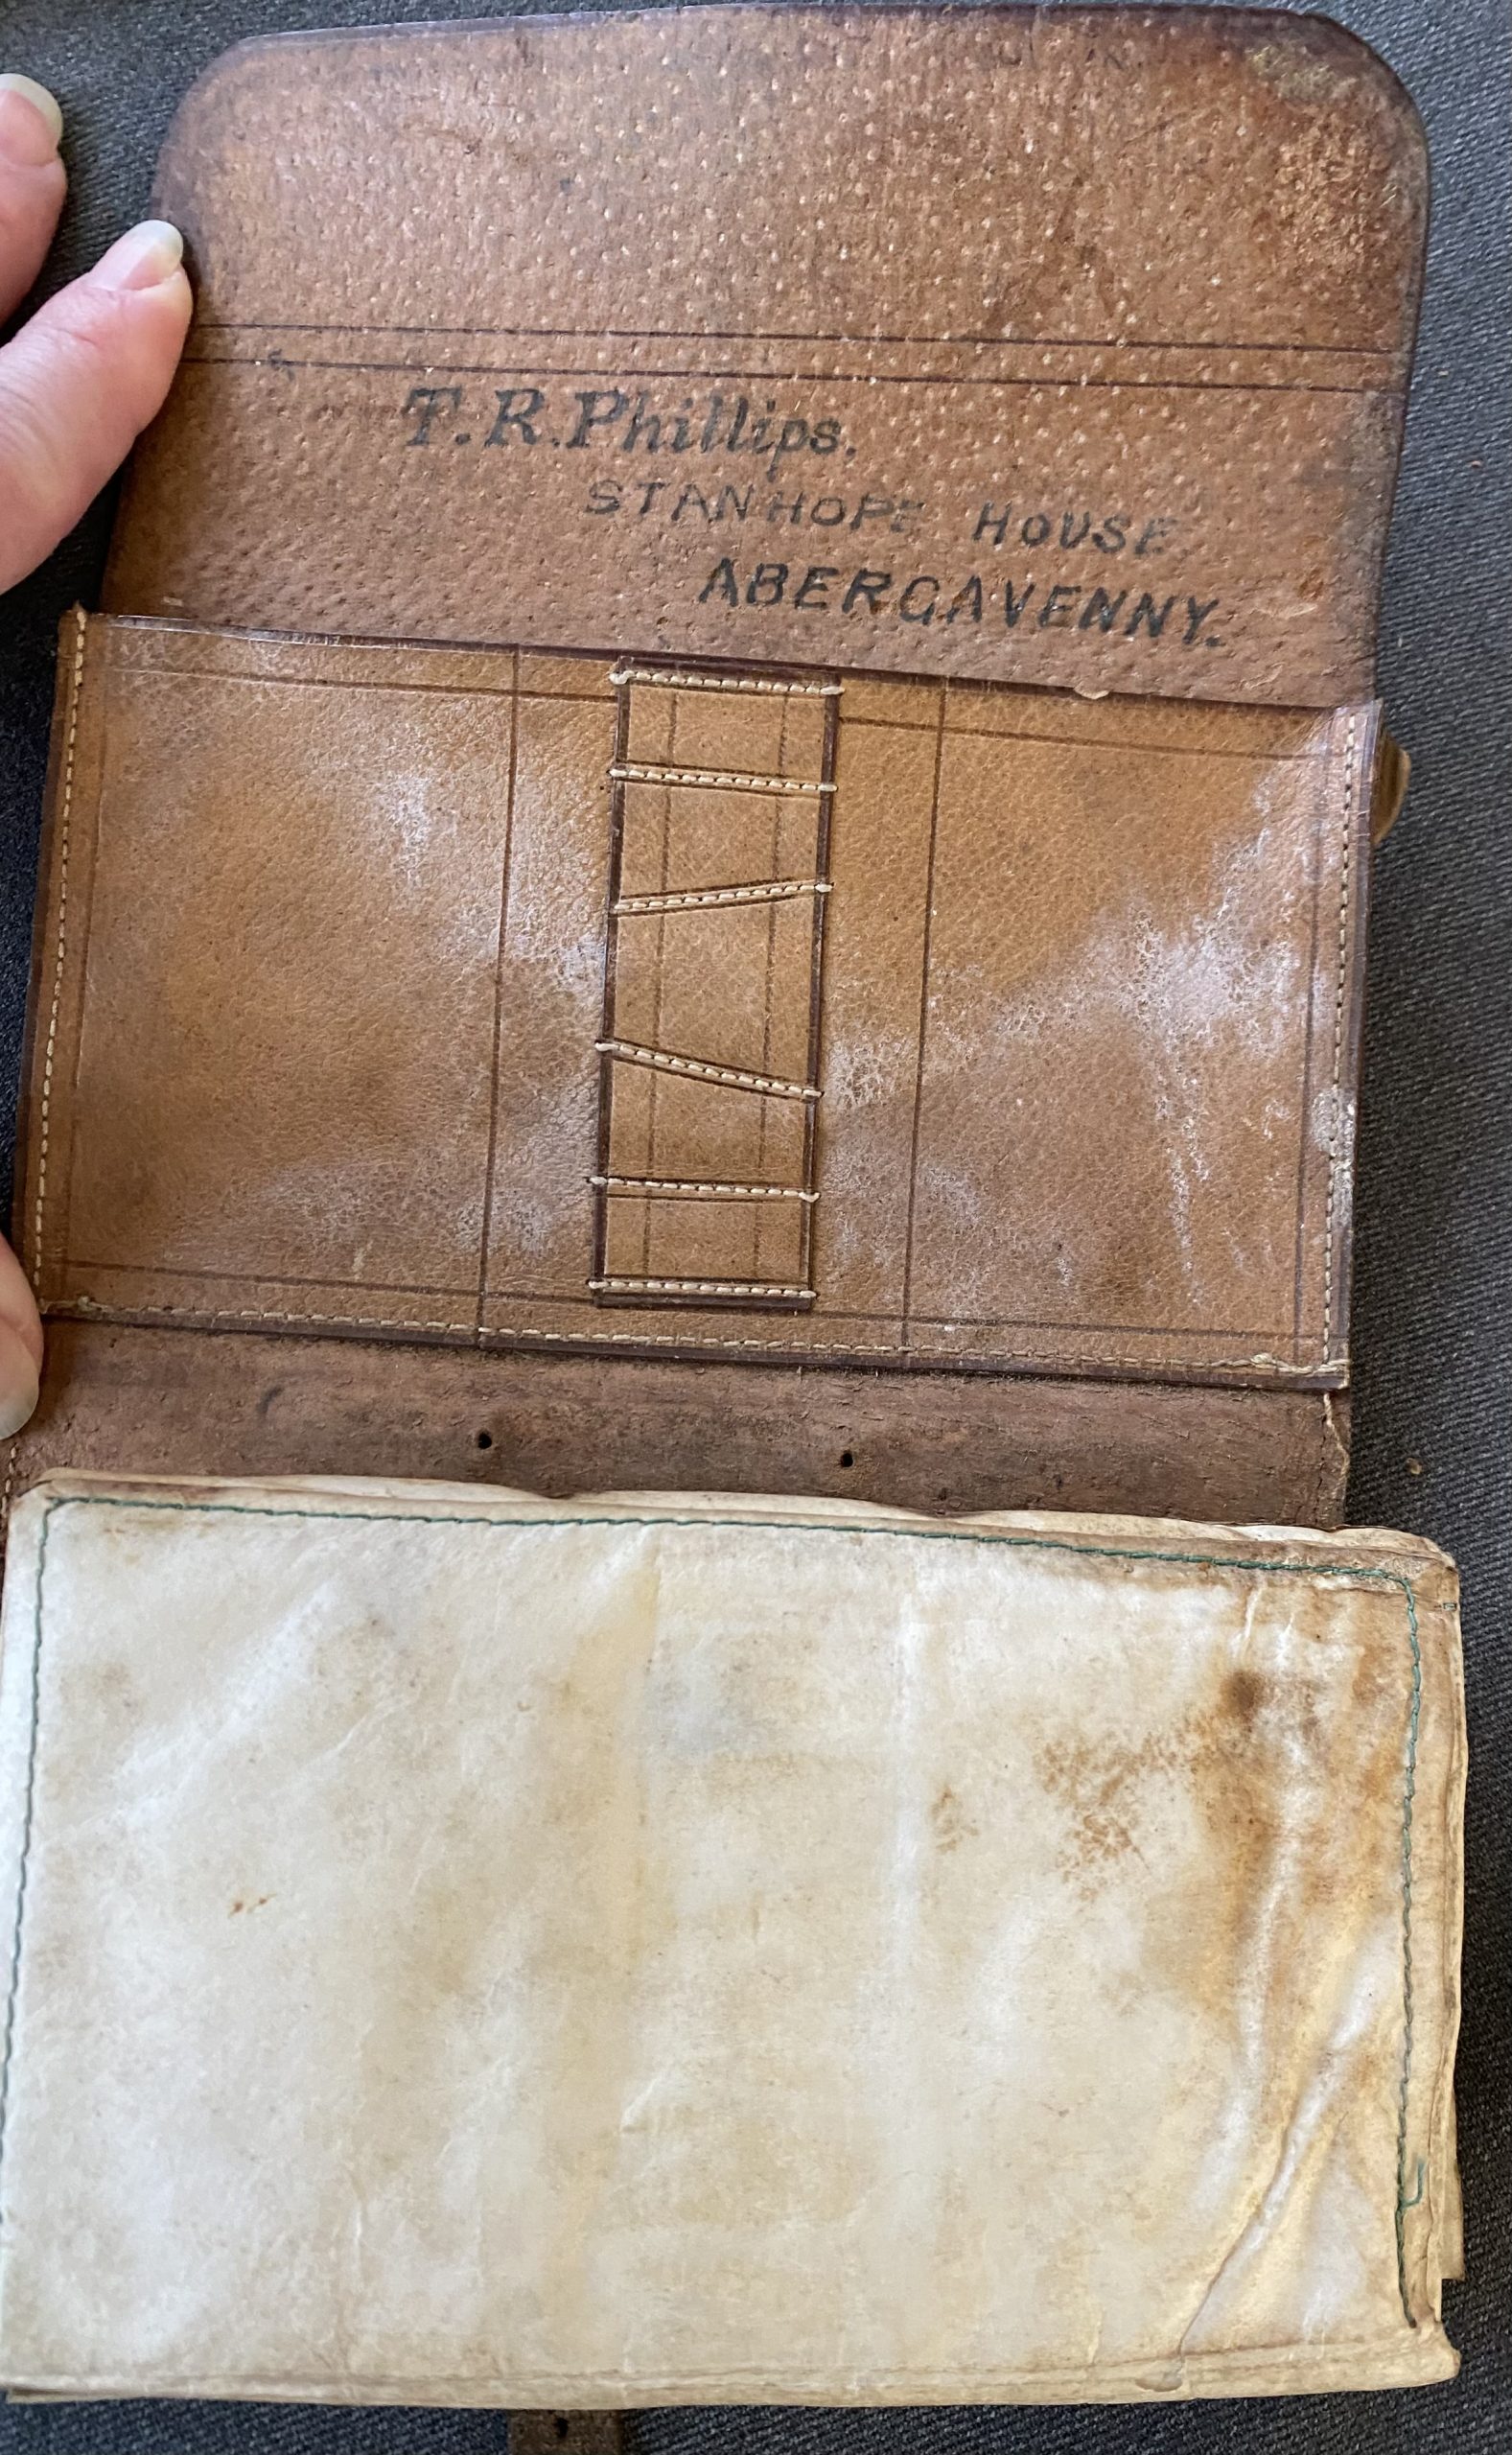 T. R. Phillips.
STANHOPE HOUSE
ABERGAVENNY.